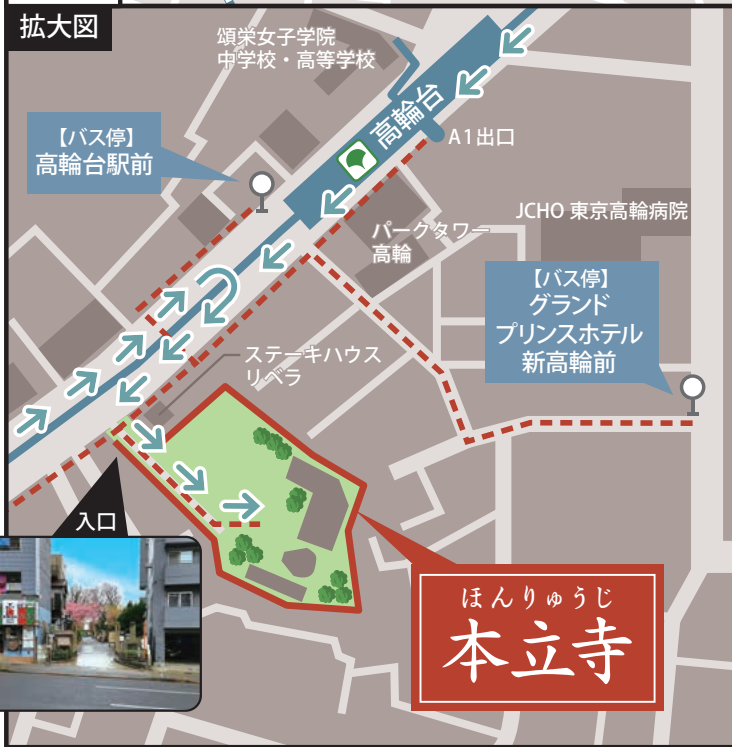 拡大図
頌栄女子学院
中学校・高等学校
高輪台
A1出口
【バス停】
高輪台駅前
パークタワー
高輪
JCHO 東京高輪病院
【バス停】
グランド
プリンスホテル
新高輪前
ステーキハウス
リベラ
入口
ほんりゅうじ
本立寺